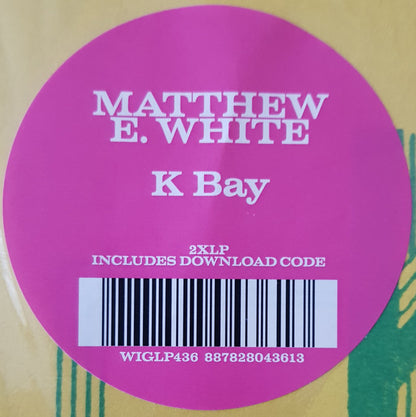 MATTHEW
E. WHITE
K Bay
2XLP
INCLUDES DOWNLOAD CODE
WIGLP436 887828043613